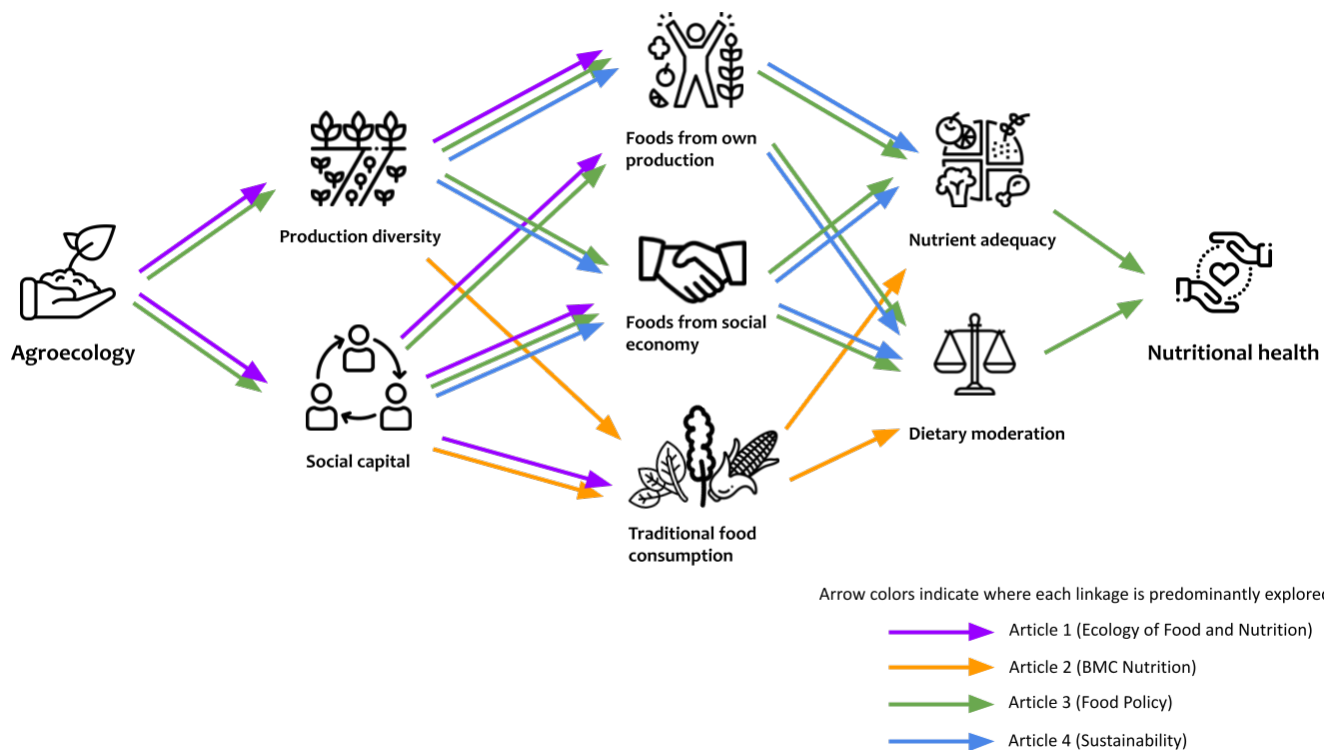 Foods from own
production
Production diversity
Nutrient adequacy
Agroecology
Foods from social
economy
Nutritional health
Social capital
Dietary moderation
Traditional food
consumption
Arrow colors indicate where each linkage is predominantly explored
Article 1 (Ecology of Food and Nutrition)
Article 2 (BMC Nutrition)
Article 3 (Food Policy)
Article 4 (Sustainability)